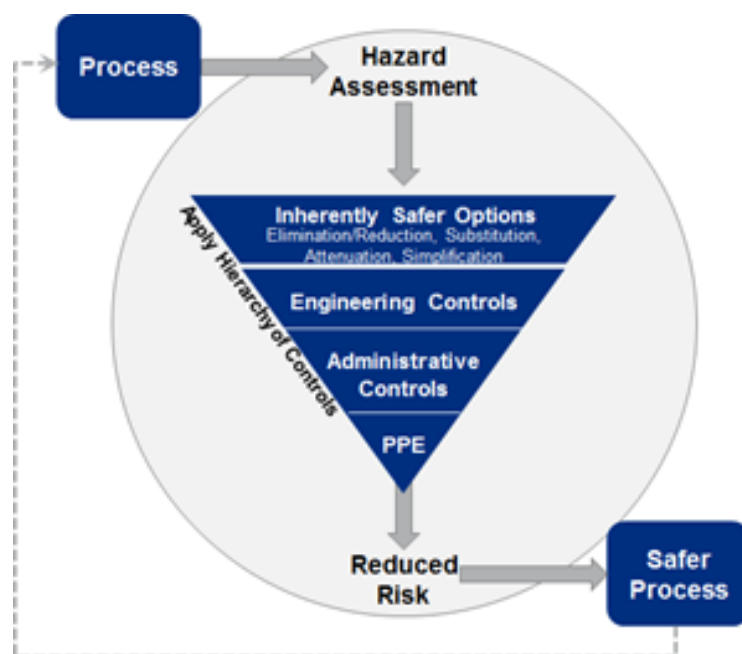 Process
Hazard
Assessment
Apply Hierarchy of Controls
Inherently Safer Options
Elimination/Reduction, Substitution,
Attenuation, Simplification
Engineering Controls
Administrative
Controls
PPE
Reduced
Risk
Safer
Process